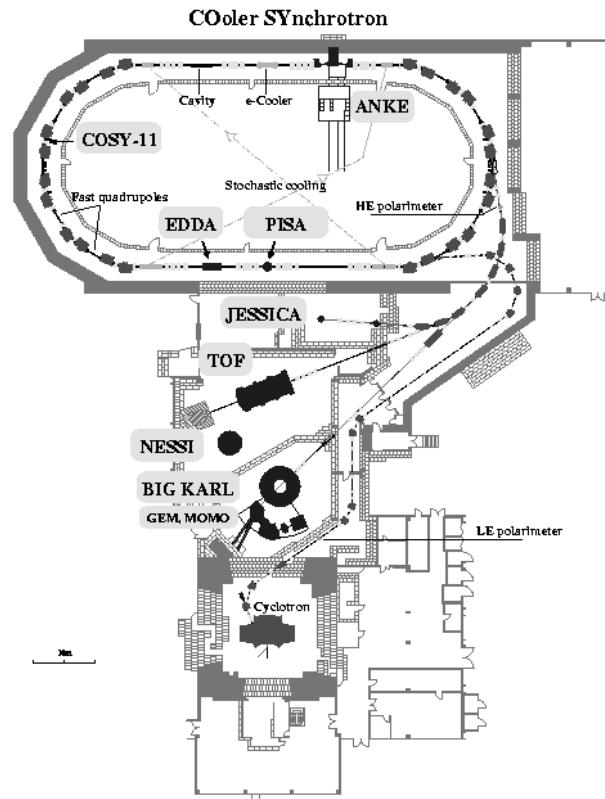 COoler SYnchrotron
Cavity
e-Cooler
ANKE
COSY-11
Stochastic cooling
Fast quadrupoles
HE polarimeter
EDDA
PISA
JESSICA
TOF
NESSI
BIG KARL
GEM, MOMO
LE polarimeter
Cyclotron